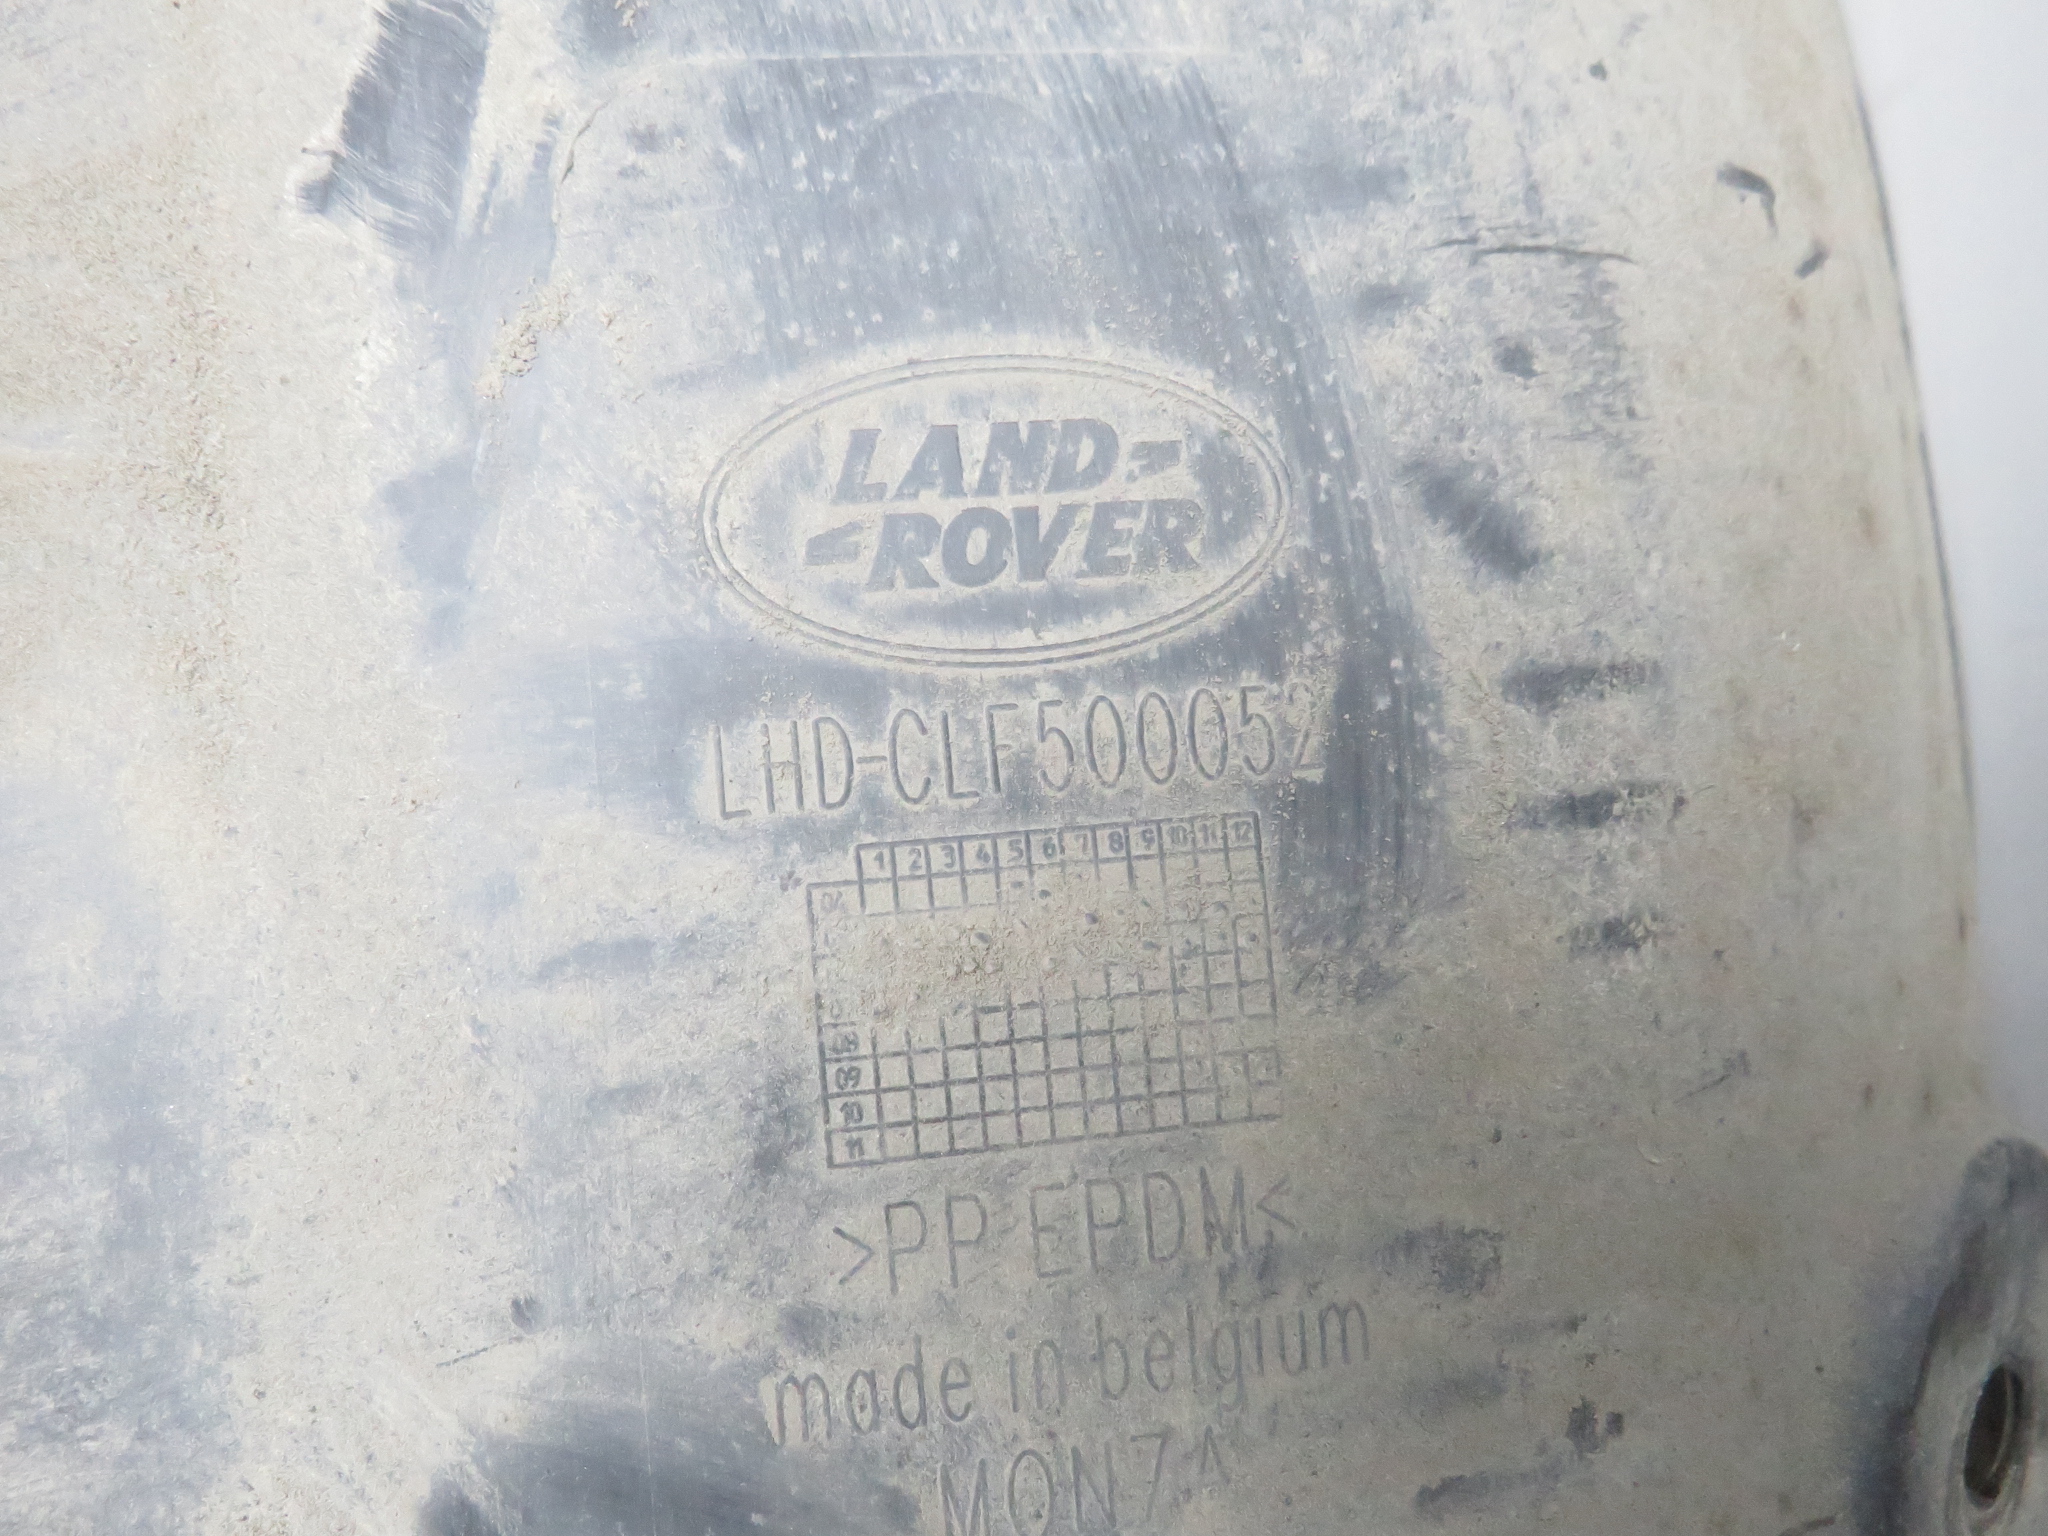 LAND
ROVER
LHD-CLF500052
1 2 3 4 5 6 7 8 9 10 11 12
04
08
09
10
11
>PP EPDM<
made in belgium